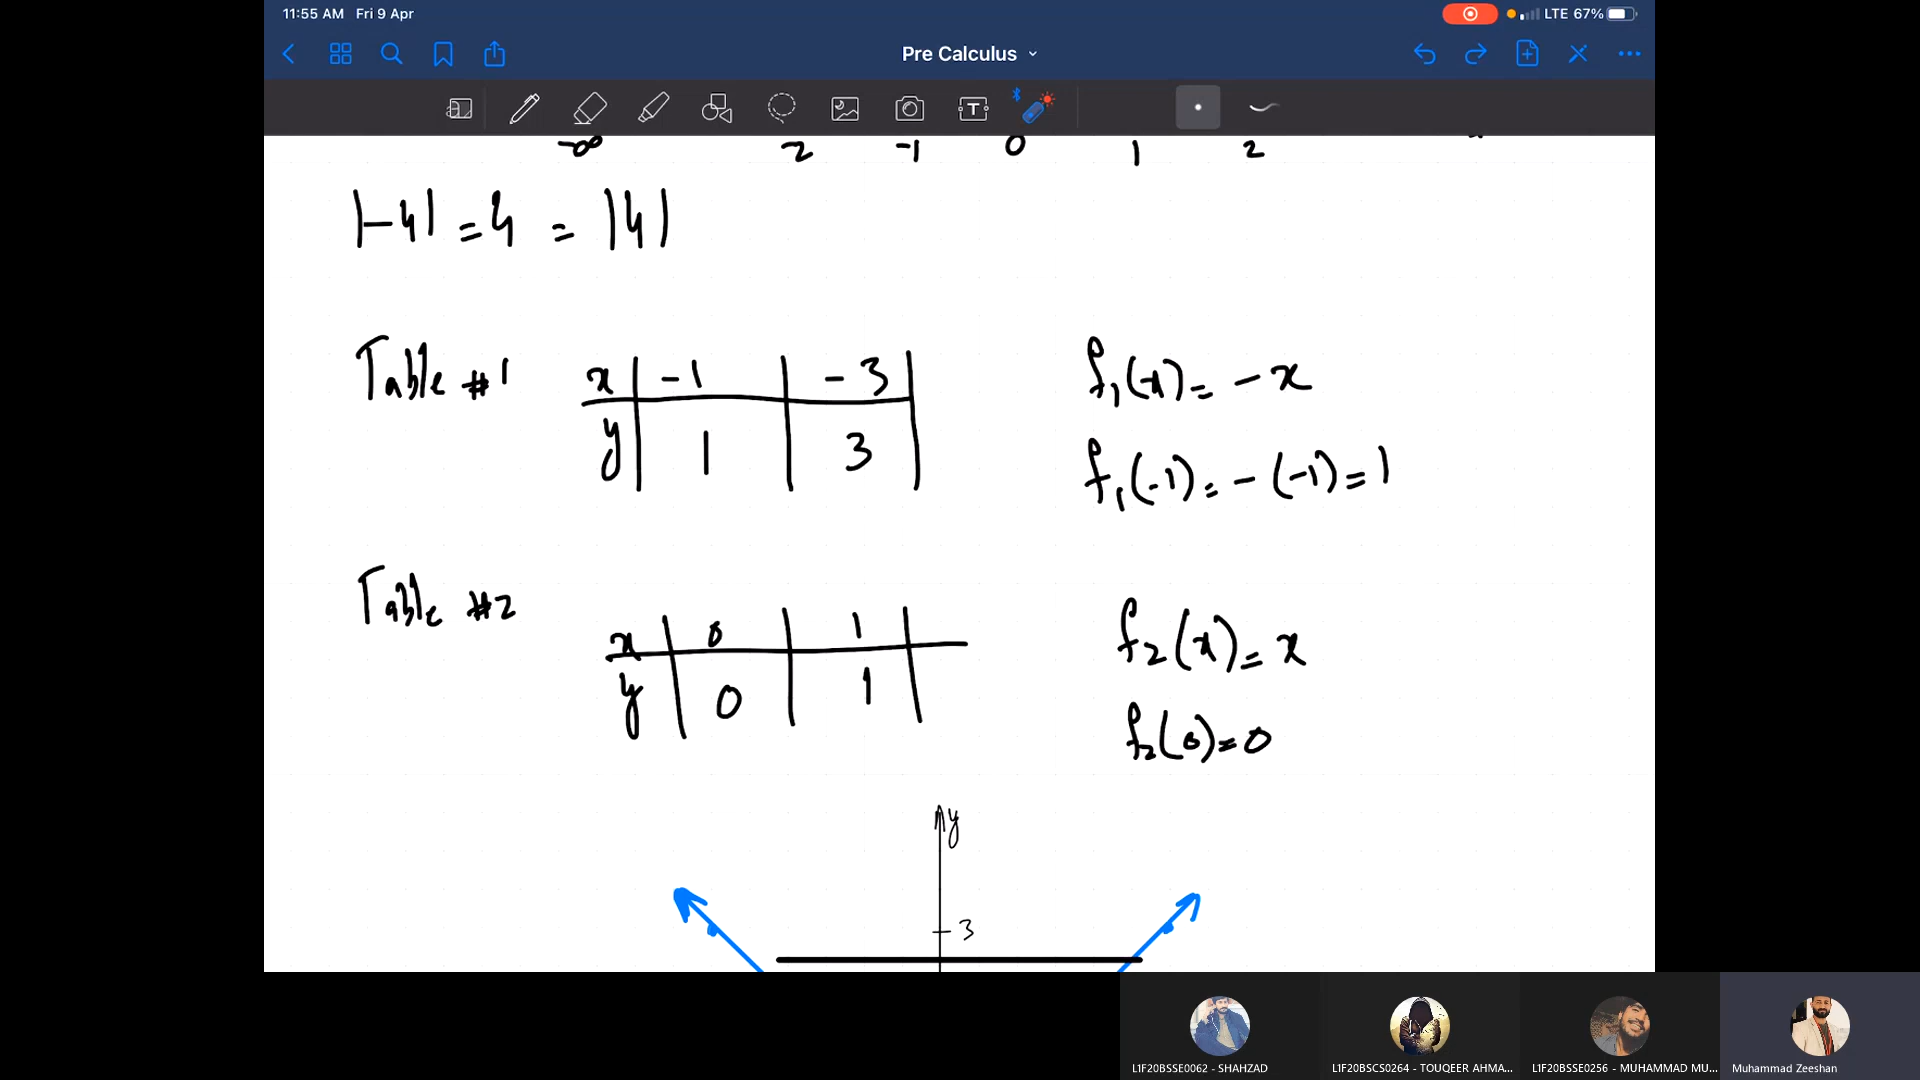 11:55 AM Fri 9 Apr
LTE 67%
Pre Calculus
T
-∞ -2 -1 0 1 2
|-4| = 4 = |4|
Table #1
x | -1 | -3 |
y | 1 | 3 |
f₁(x) = -x
f₁(-1) = -(-1) = 1
Table #2
x | 0 | 1 |
y | 0 | 1 |
f₂(x) = x
f₂(0) = 0
y
3
L1F20BSSE0062 - SHAHZAD
L1F20BSCS0264 - TOUQEER AHMA...
L1F20BSSE0256 - MUHAMMAD MU...
Muhammad Zeeshan